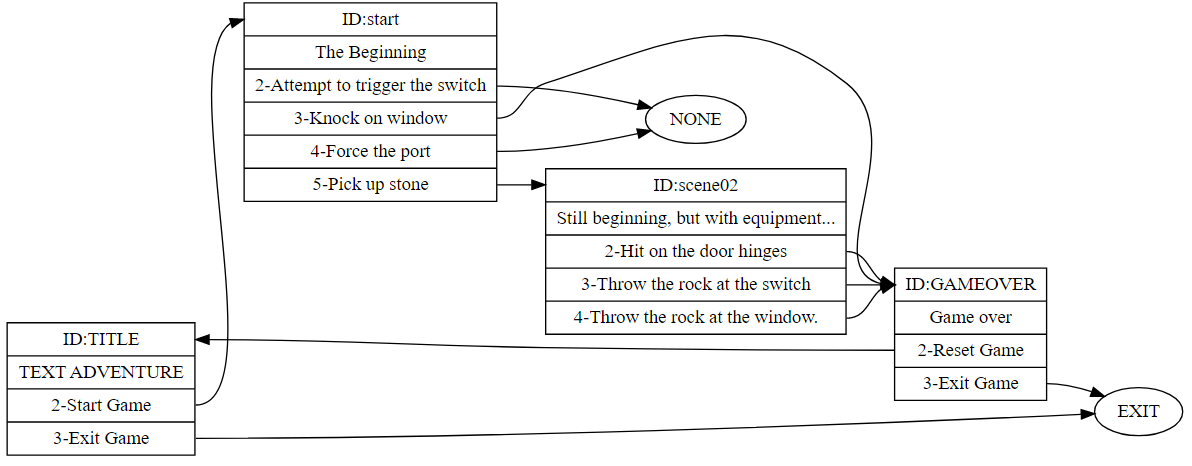 ID:start
The Beginning
2-Attempt to trigger the switch
3-Knock on window
4-Force the port
5-Pick up stone
NONE
ID:scene02
Still beginning, but with equipment...
2-Hit on the door hinges
3-Throw the rock at the switch
4-Throw the rock at the window.
ID:GAMEOVER
Game over
2-Reset Game
3-Exit Game
ID:TITLE
TEXT ADVENTURE
2-Start Game
3-Exit Game
EXIT